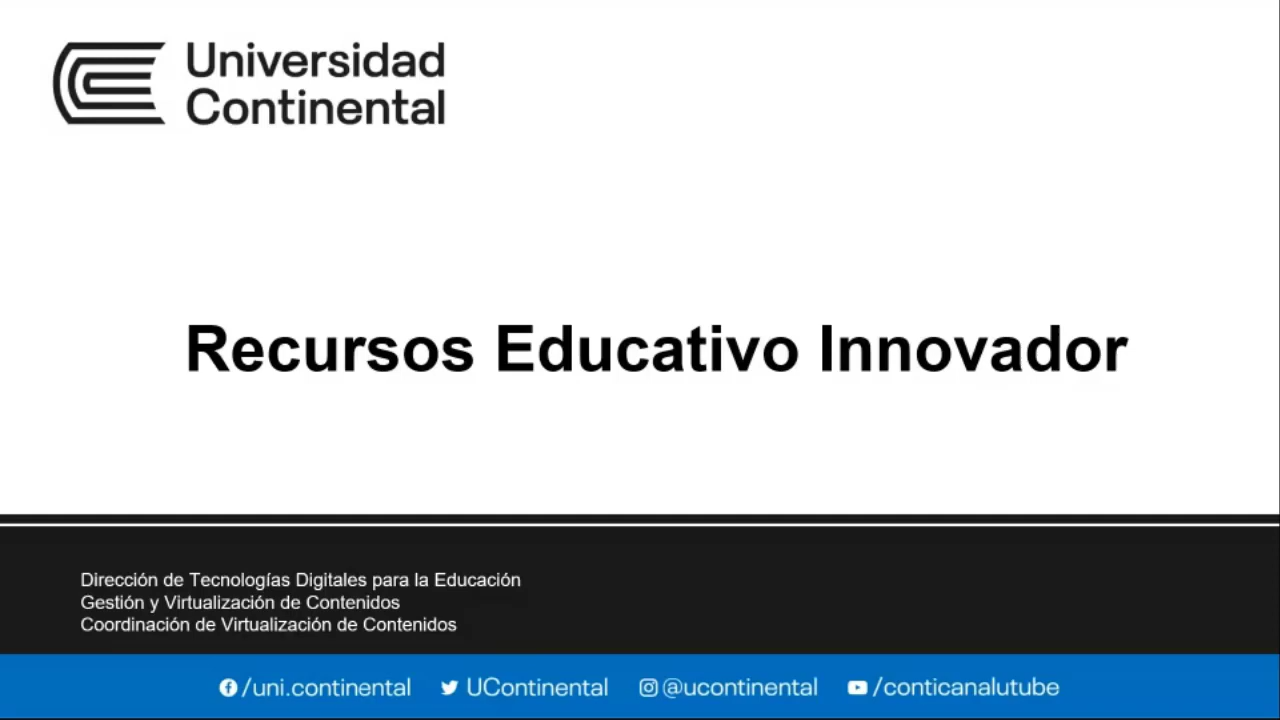 Universidad
Continental
Recursos Educativo Innovador
Dirección de Tecnologías Digitales para la Educación
Gestión y Virtualización de Contenidos
Coordinación de Virtualización de Contenidos
/uni.continental UContinental @ucontinental /conticanalutube